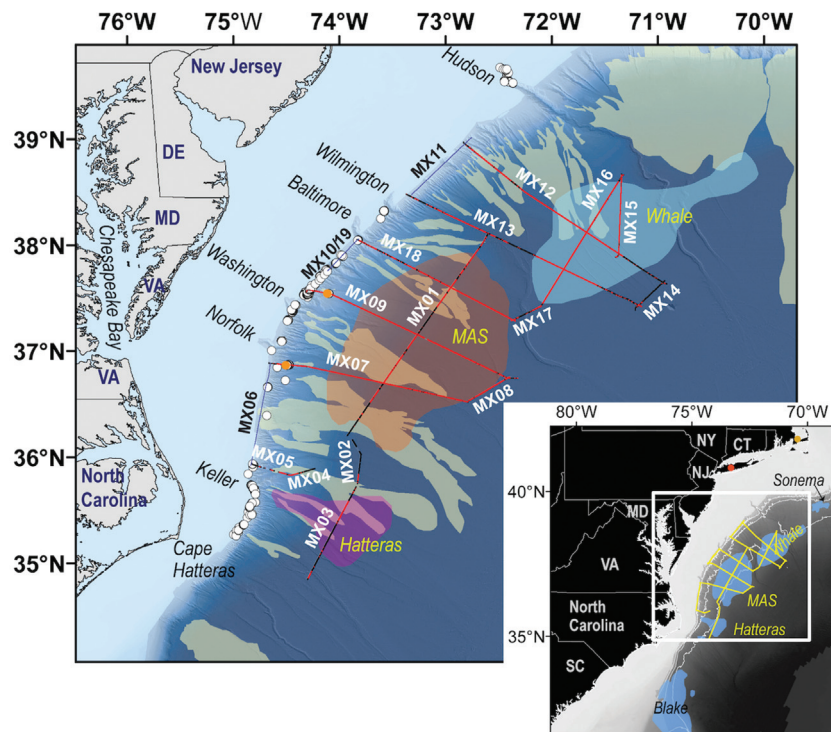 76°W 75°W 74°W 73°W 72°W 71°W 70°W
39°N
38°N
37°N
36°N
35°N
New Jersey
DE
MD
VA
VA
North
Carolina
Chesapeake Bay
Hudson
Wilmington
Baltimore
Washington
Norfolk
Keller
Cape
Hatteras
MX11
MX12
MX16
MX15
MX13
MX14
MX10/19
MX18
MX17
MX01
MX09
MX07
MX08
MX06
MX05
MX04
MX02
MX03
Whale
MAS
Hatteras
80°W 75°W 70°W
40°N
35°N
NY
CT
NJ
MD
VA
North
Carolina
SC
Sonema
Whale
MAS
Hatteras
Blake